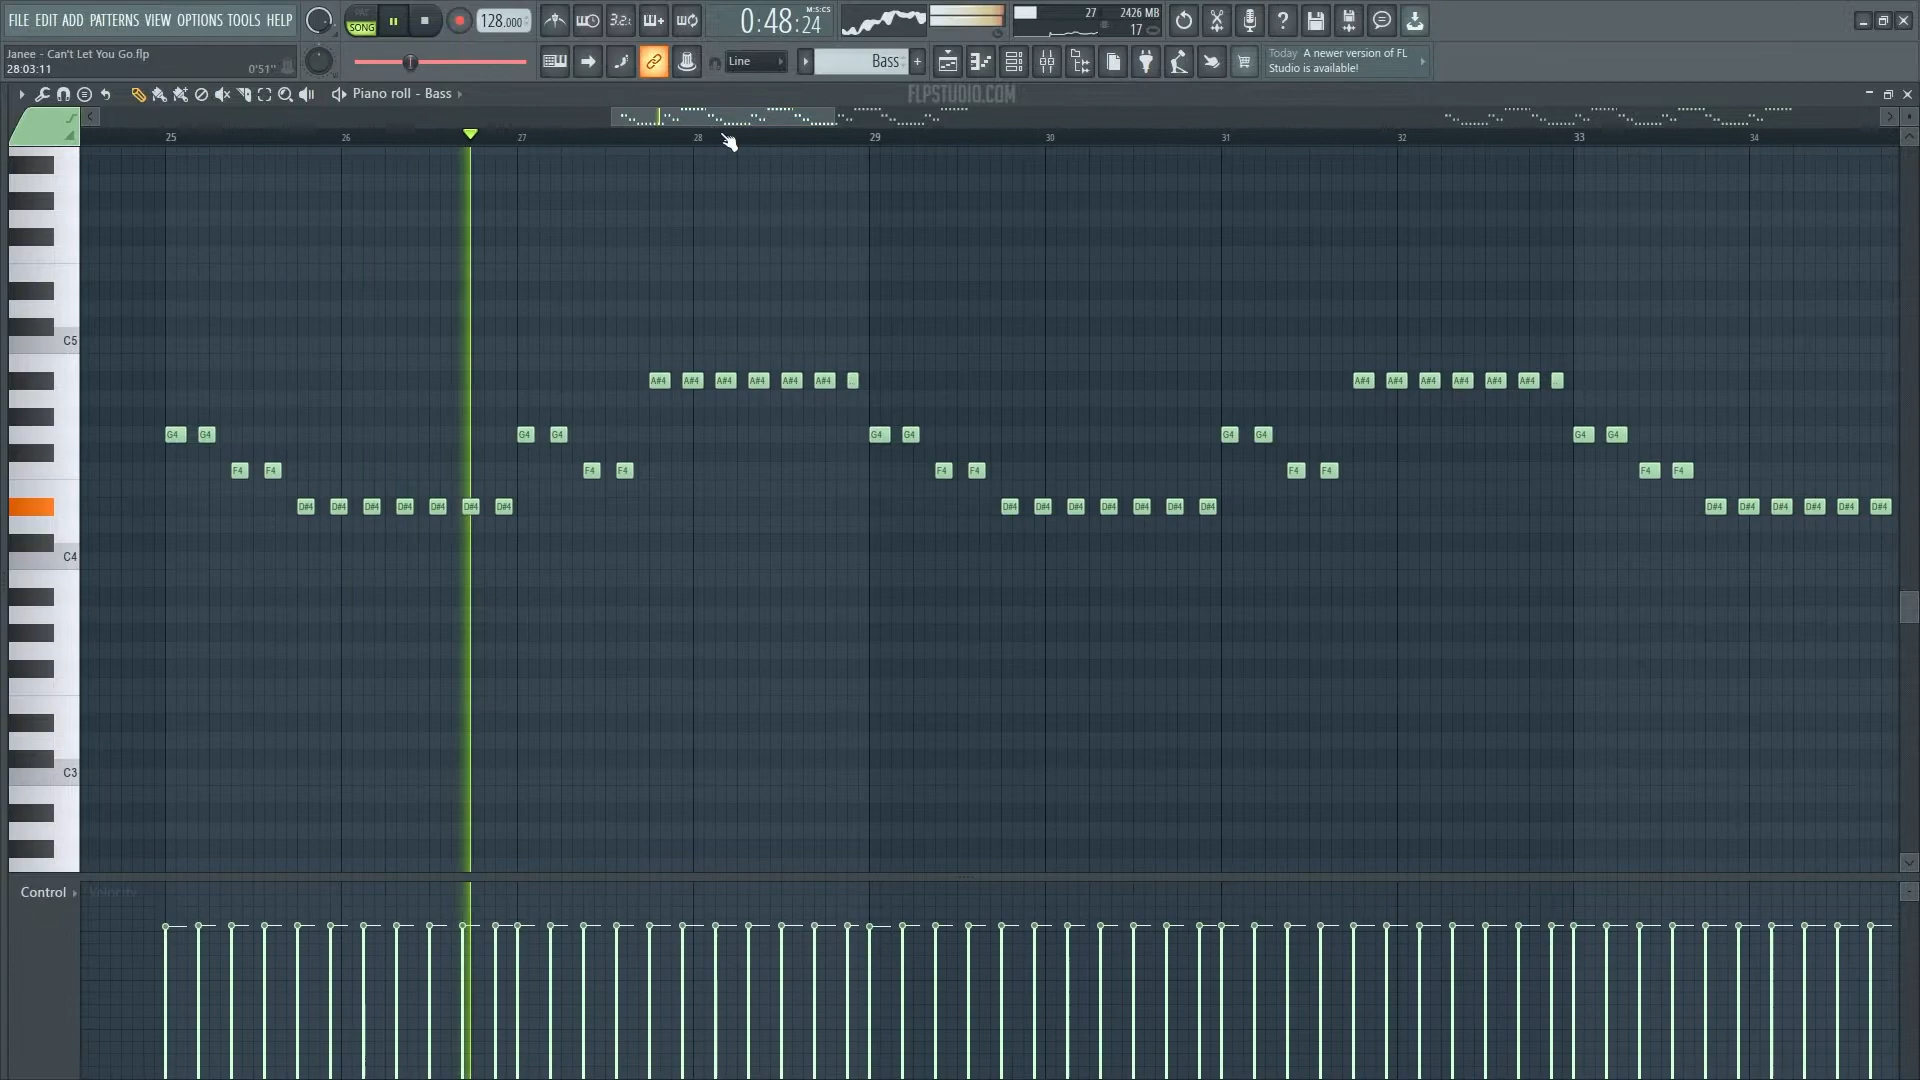 FILE EDIT ADD PATTERNS VIEW OPTIONS TOOLS HELP
PAT
SONG
128.000
3.2.
0:48:24
M:S:CS
27
2426 MB
17
Janee - Can't Let You Go.flp
28:03:11
0'51"
Line
Bass
Today A newer version of FL
Studio is available!
Piano roll - Bass
FLPSTUDIO.COM
25 26 27 28 29 30 31 32 33 34
C5
A#4 A#4 A#4 A#4 A#4 A#4 .. A#4 A#4 A#4 A#4 A#4 A#4 ..
G4 G4 G4 G4 G4 G4 G4 G4 G4 G4
F4 F4 F4 F4 F4 F4 F4 F4 F4 F4
D#4 D#4 D#4 D#4 D#4 D#4 D#4 D#4 D#4 D#4 D#4 D#4 D#4 D#4 D#4 D#4 D#4 D#4 D#4 D#4
C4
C3
Control Velocity